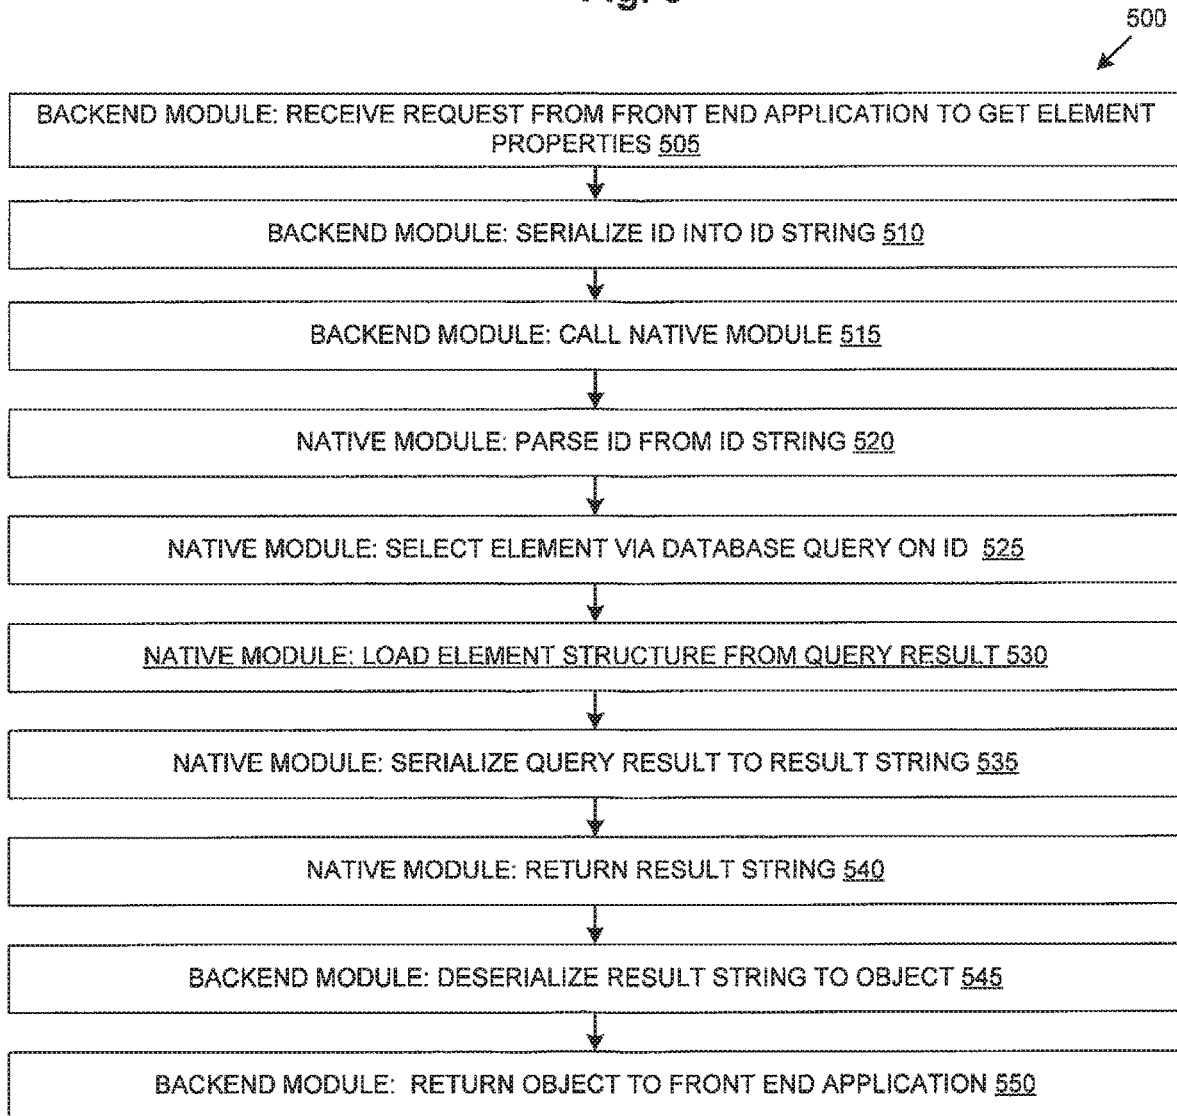 500
BACKEND MODULE: RECEIVE REQUEST FROM FRONT END APPLICATION TO GET ELEMENT
PROPERTIES 505
BACKEND MODULE: SERIALIZE ID INTO ID STRING 510
BACKEND MODULE: CALL NATIVE MODULE 515
NATIVE MODULE: PARSE ID FROM ID STRING 520
NATIVE MODULE: SELECT ELEMENT VIA DATABASE QUERY ON ID 525
NATIVE MODULE: LOAD ELEMENT STRUCTURE FROM QUERY RESULT 530
NATIVE MODULE: SERIALIZE QUERY RESULT TO RESULT STRING 535
NATIVE MODULE: RETURN RESULT STRING 540
BACKEND MODULE: DESERIALIZE RESULT STRING TO OBJECT 545
BACKEND MODULE: RETURN OBJECT TO FRONT END APPLICATION 550